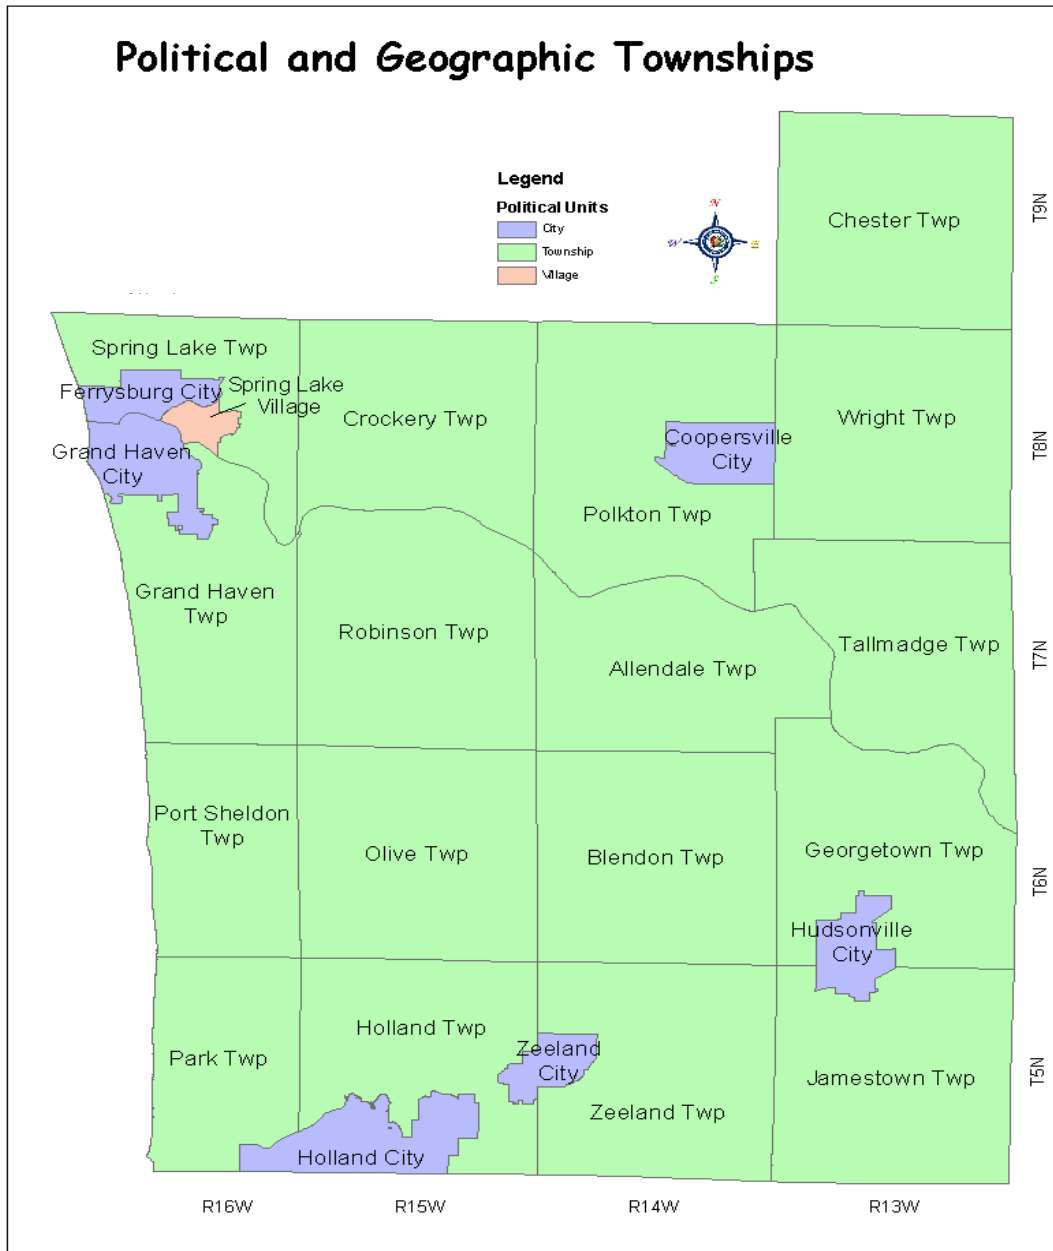 Political and Geographic Townships
Legend
Political Units
City
Township
Village
N
W
E
S
Chester Twp
T9N
Spring Lake Twp
Ferrysburg City
Spring Lake
Village
Crockery Twp
Wright Twp
Coopersville
City
T8N
Grand Haven
City
Polkton Twp
Grand Haven
Twp
Robinson Twp
Allendale Twp
Tallmadge Twp
T7N
Port Sheldon
Twp
Olive Twp
Blendon Twp
Georgetown Twp
T6N
Hudsonville
City
Holland Twp
Park Twp
Zeeland
City
Jamestown Twp
T5N
Zeeland Twp
Holland City
R16W
R15W
R14W
R13W